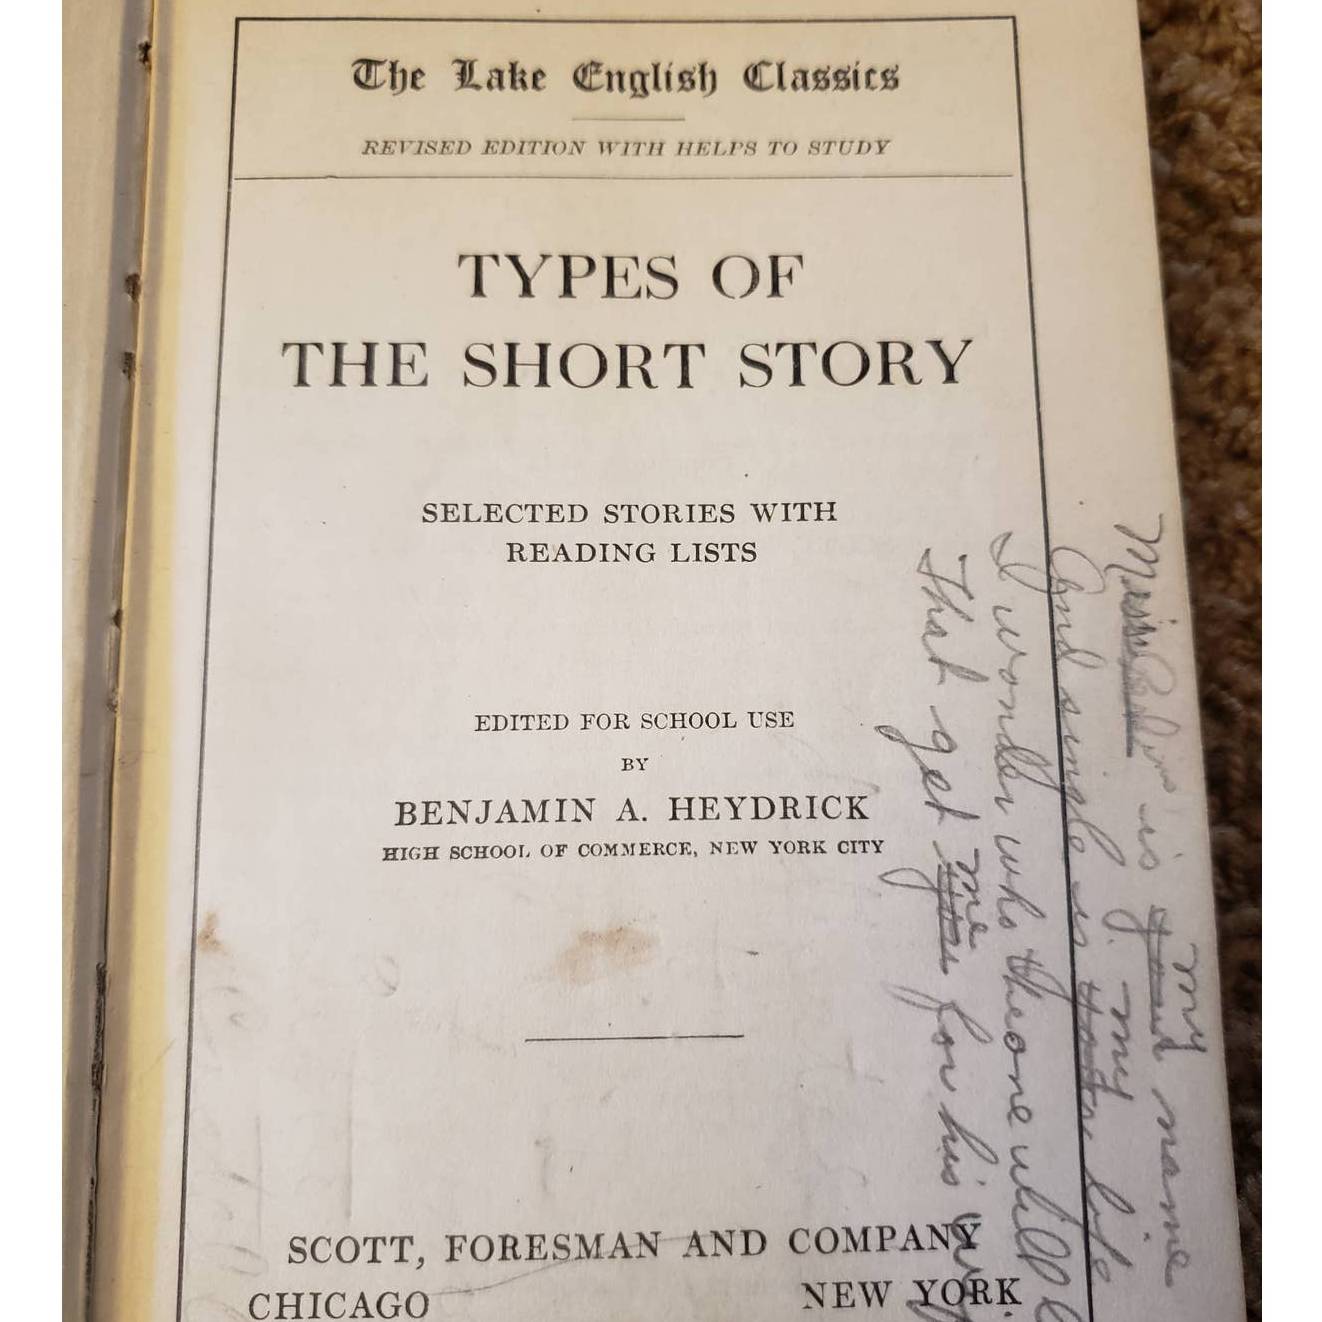 The Lake English Classics
REVISED EDITION WITH HELPS TO STUDY
TYPES OF
THE SHORT STORY
SELECTED STORIES WITH
READING LISTS
EDITED FOR SCHOOL USE
BY
BENJAMIN A. HEYDRICK
HIGH SCHOOL OF COMMERCE, NEW YORK CITY
SCOTT, FORESMAN AND COMPANY
CHICAGO NEW YORK
is my name
And single is my life
I wonder who the one will
That get me for his